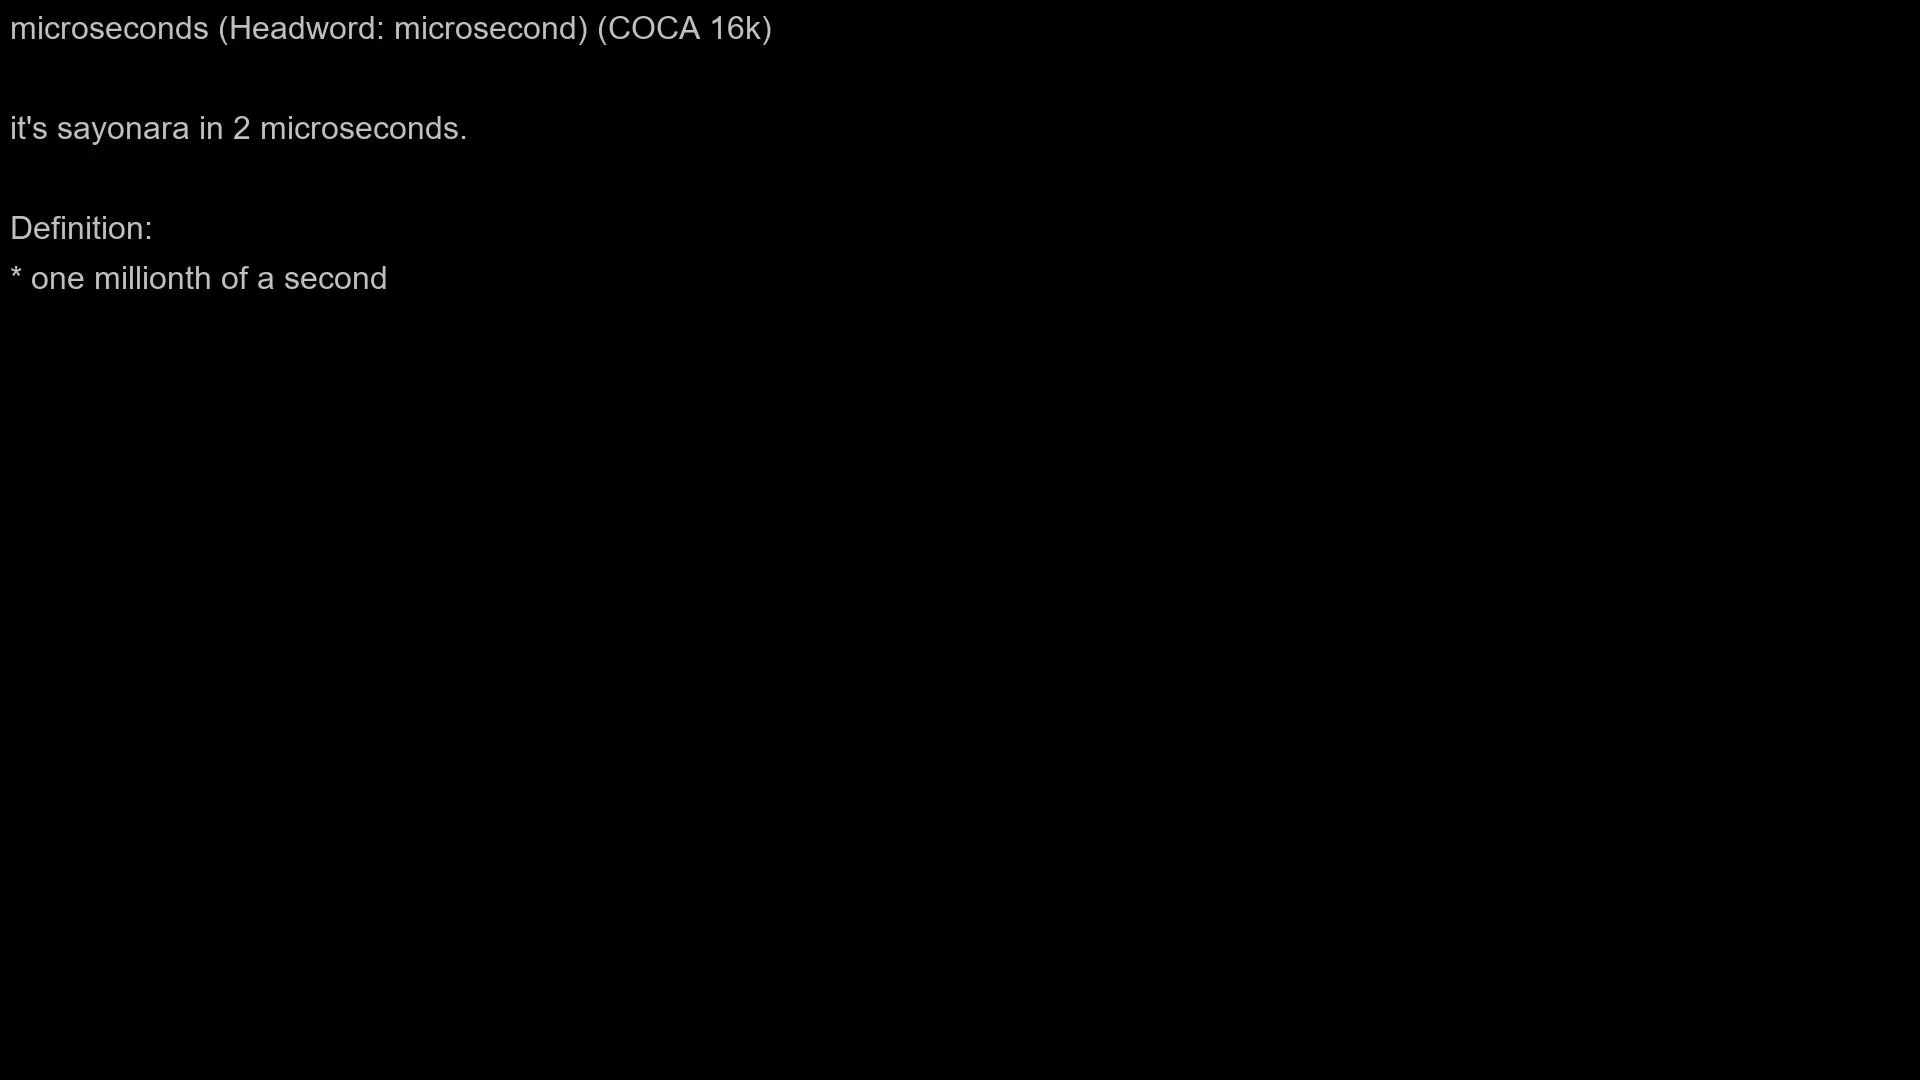 microseconds (Headword: microsecond) (COCA 16k)
it's sayonara in 2 microseconds.
Definition:
* one millionth of a second